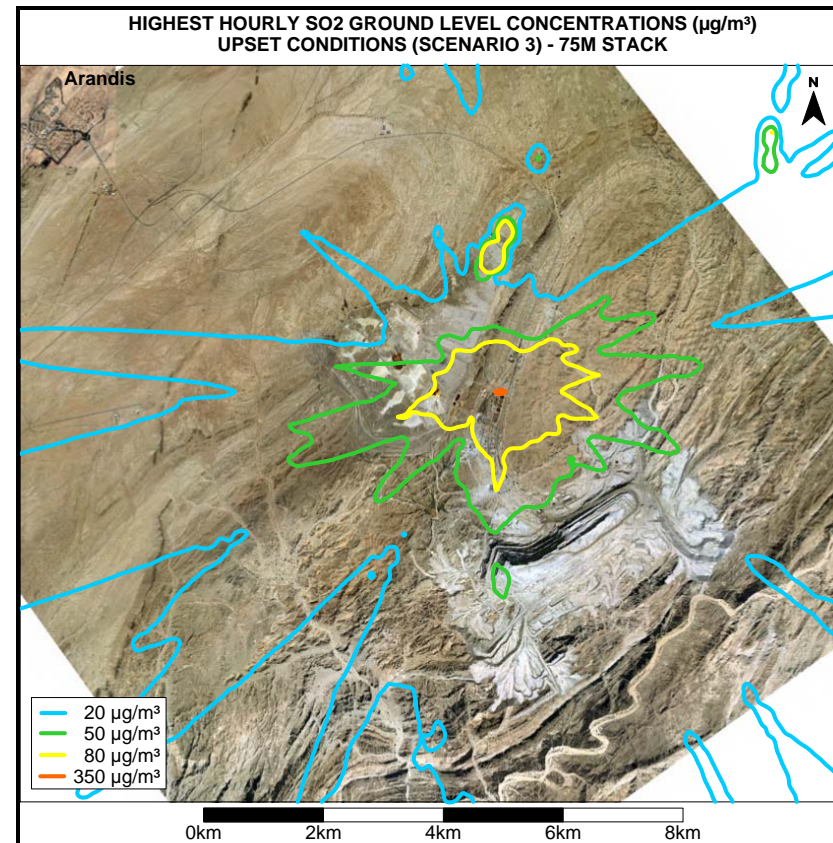 HIGHEST HOURLY SO2 GROUND LEVEL CONCENTRATIONS (µg/m³)
UPSET CONDITIONS (SCENARIO 3) - 75M STACK
Arandis
N
20 µg/m³
50 µg/m³
80 µg/m³
350 µg/m³
0km 2km 4km 6km 8km